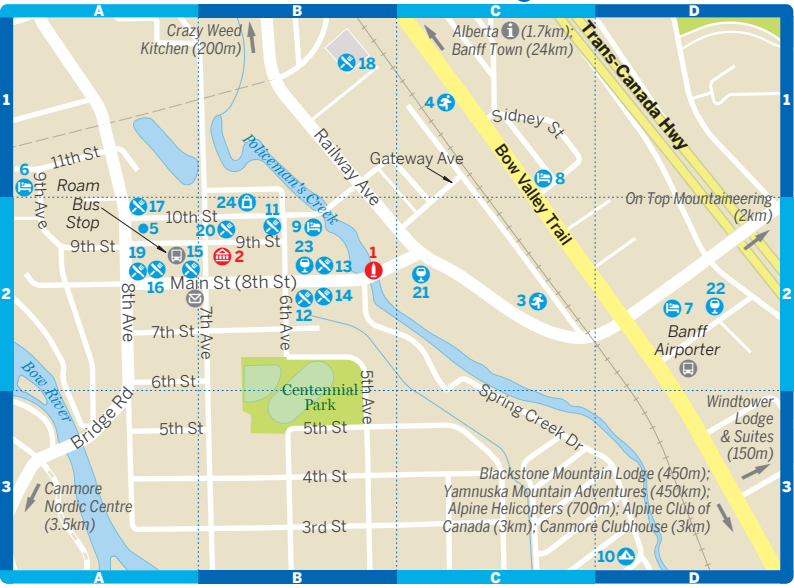 A
B
C
D
Crazy Weed
Kitchen (200m)
Alberta i (1.7km);
Banff Town (24km)
Trans-Canada Hwy
18
1
1
4
Sidney St
Policeman's Creek
Railway Ave
Gateway Ave
Bow Valley Trail
11th St
6
9th Ave
Roam
Bus
Stop
8
On Top Mountaineering
(2km)
17
24
10th St
11
5
20
9
9th St
9th St
23
1
19
15
2
13
16
Main St (8th St)
21
2
2
14
12
3
7
22
8th Ave
7th Ave
6th Ave
7th St
Banff
Airporter
Bow River
6th St
Centennial
Park
5th Ave
Bridge Rd
5th St
5th St
Spring Creek Dr
Windtower
Lodge
& Suites
(150m)
4th St
Blackstone Mountain Lodge (450m);
Yamnuska Mountain Adventures (450km);
Alpine Helicopters (700m); Alpine Club of
Canada (3km); Canmore Clubhouse (3km)
3
3
Canmore
Nordic Centre
(3.5km)
3rd St
10
A
B
C
D